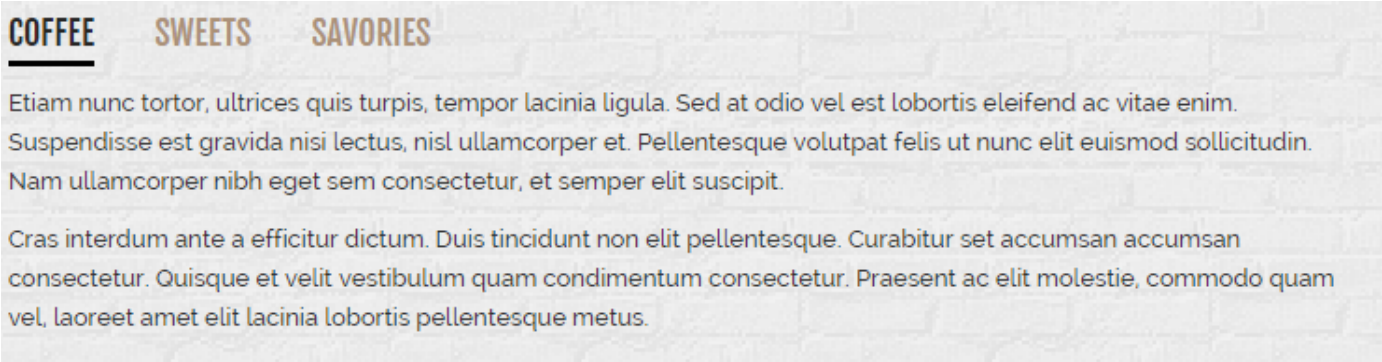 COFFEE SWEETS SAVORIES
Etiam nunc tortor, ultrices quis turpis, tempor lacinia ligula. Sed at odio vel est lobortis eleifend ac vitae enim.
Suspendisse est gravida nisi lectus, nisl ullamcorper et. Pellentesque volutpat felis ut nunc elit euismod sollicitudin.
Nam ullamcorper nibh eget sem consectetur, et semper elit suscipit.
Cras interdum ante a efficitur dictum. Duis tincidunt non elit pellentesque. Curabitur set accumsan accumsan
consectetur. Quisque et velit vestibulum quam condimentum consectetur. Praesent ac elit molestie, commodo quam
vel, laoreet amet elit lacinia lobortis pellentesque metus.